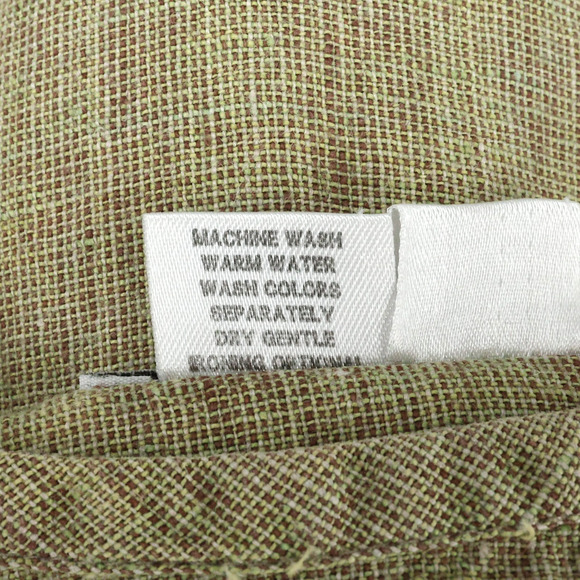 MACHINE WASH
WARM WATER
WASH COLORS
SEPARATELY
DRY GENTLE
IRONING OPTIONAL